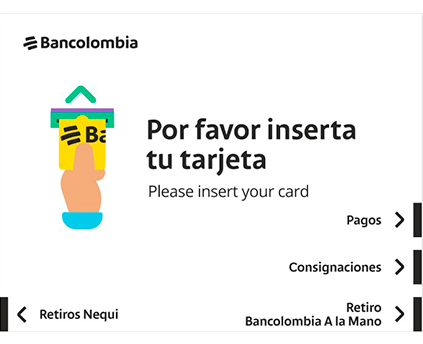 Bancolombia
Ba
Por favor inserta
tu tarjeta
Please insert your card
Pagos
Consignaciones
Retiros Nequi
Retiro
Bancolombia A la Mano